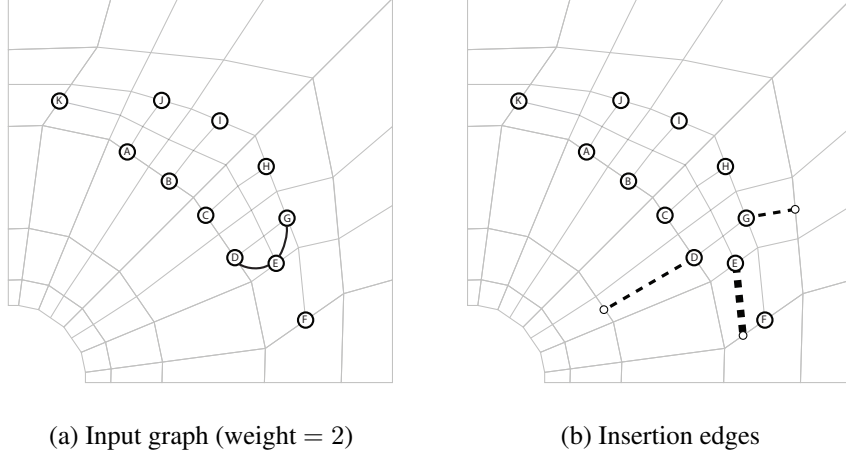 K J I A H B C G D E F
K J I A H B C G D E F
(a) Input graph (weight = 2)
(b) Insertion edges